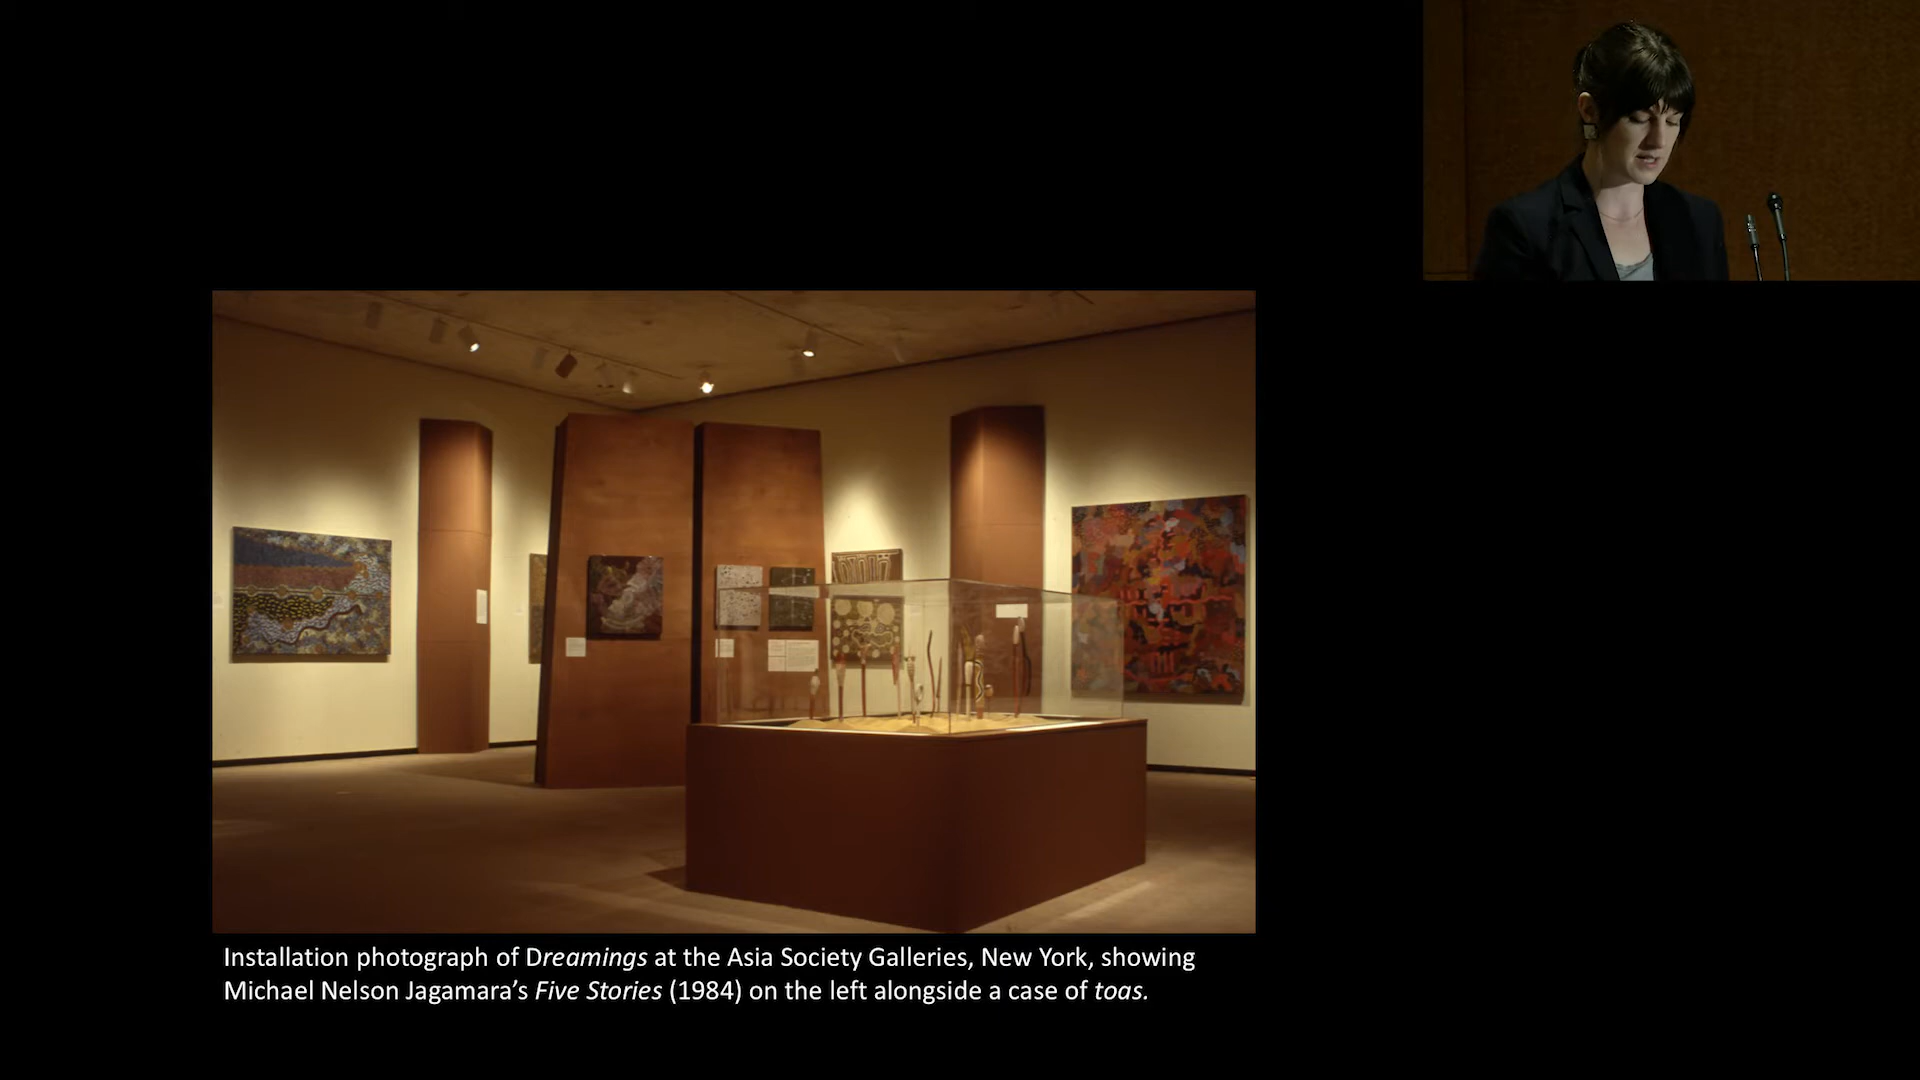 Installation photograph of Dreamings at the Asia Society Galleries, New York, showing
Michael Nelson Jagamara’s Five Stories (1984) on the left alongside a case of toas.